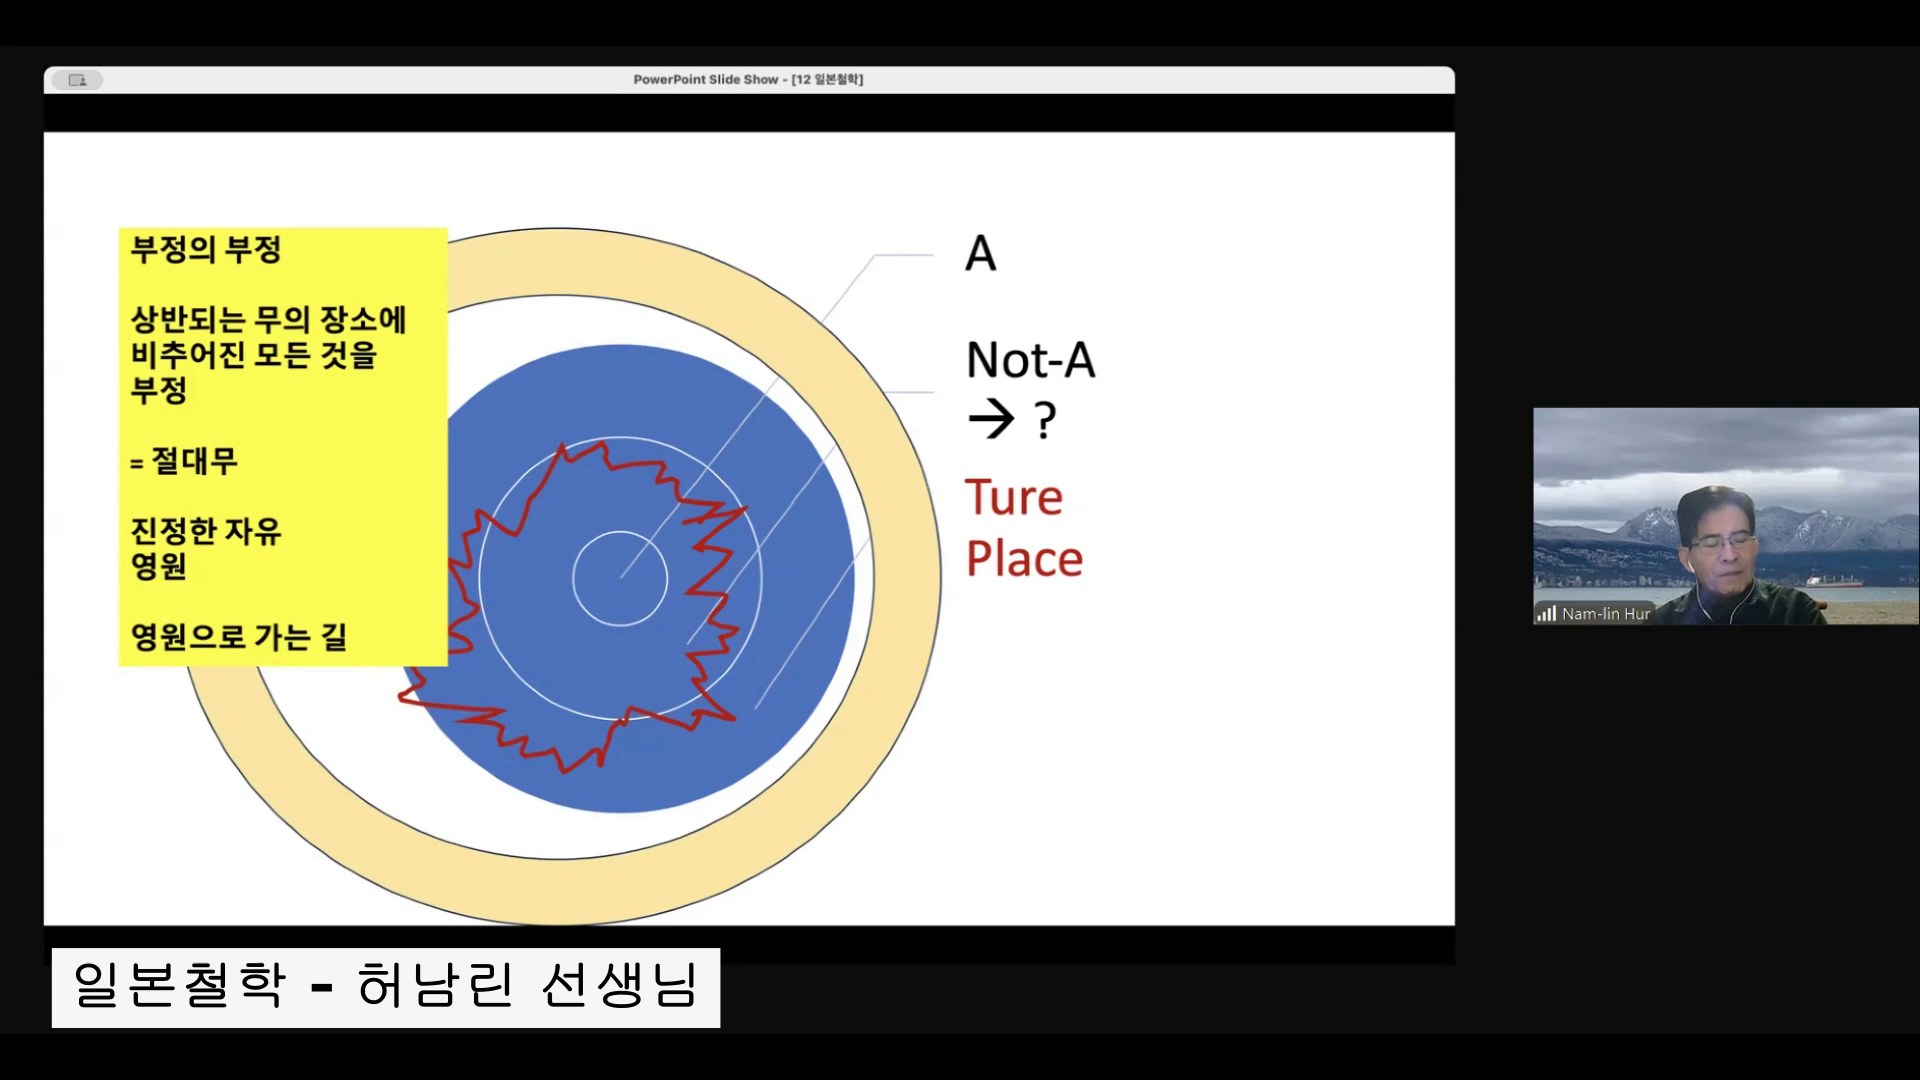 PowerPoint Slide Show - [12 일본철학]
부정의 부정
상반되는 무의 장소에
비추어진 모든 것을
부정
= 절대무
진정한 자유
영원
영원으로 가는 길
A
Not-A
→ ?
Ture
Place
Nam-lin Hur
일본철학 - 허남린 선생님